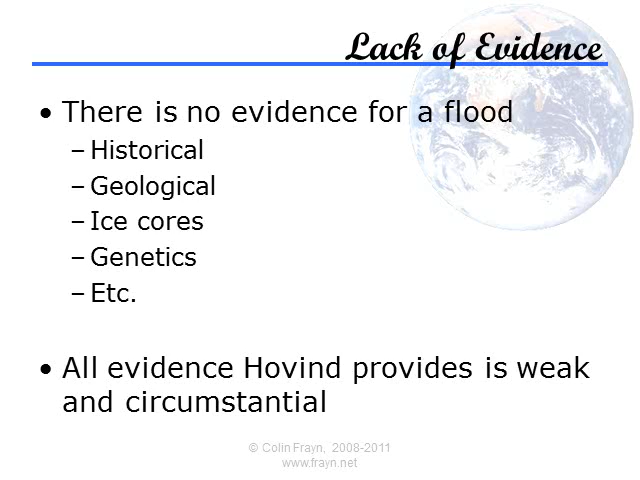 Lack of Evidence
• There is no evidence for a flood
– Historical
– Geological
– Ice cores
– Genetics
– Etc.
• All evidence Hovind provides is weak
and circumstantial
© Colin Frayn, 2008-2011
www.frayn.net